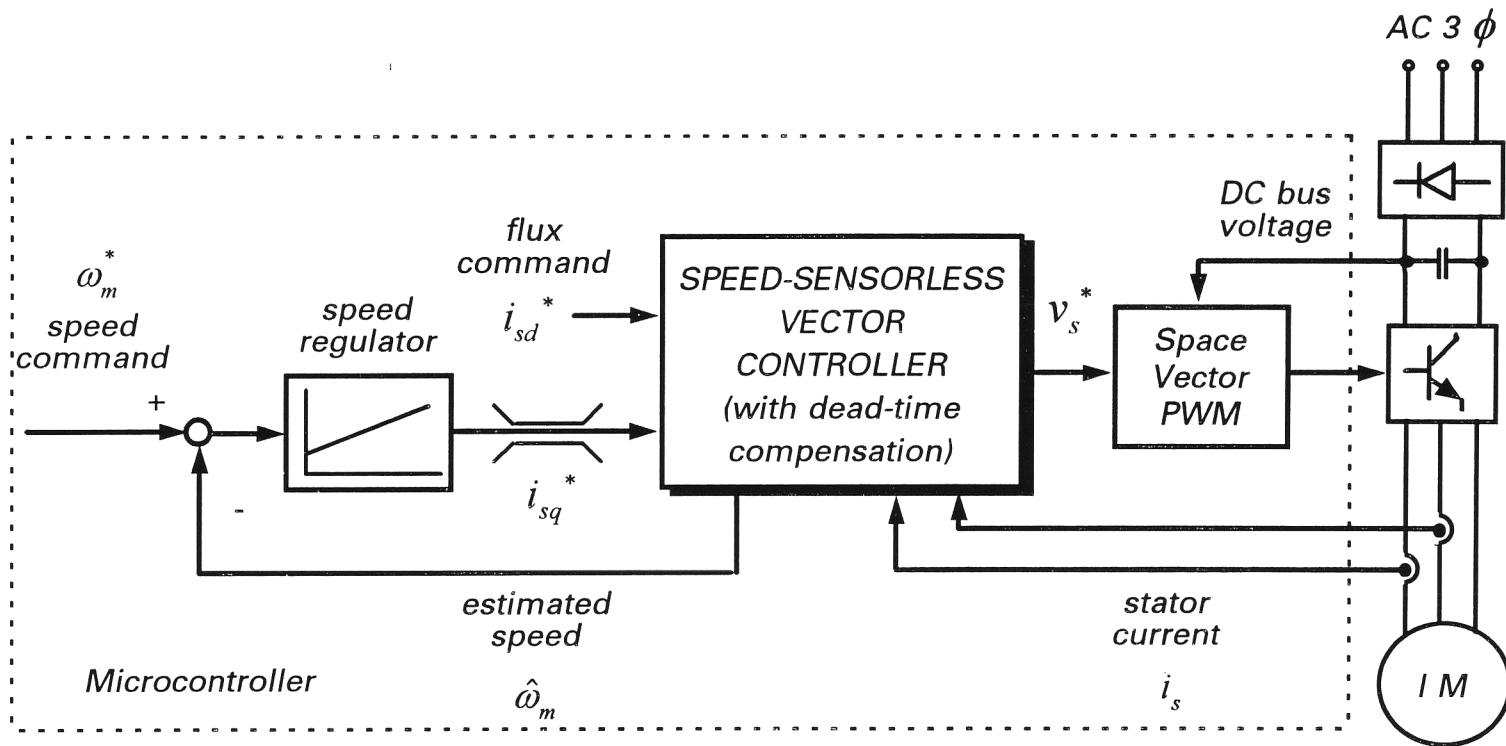 AC 3 ϕ
DC bus
voltage
flux
command
i_sd*
ω_m*
speed
command
+
-
speed
regulator
i_sq*
SPEED-SENSORLESS
VECTOR
CONTROLLER
(with dead-time
compensation)
v_s*
Space
Vector
PWM
estimated
speed
ω̂_m
stator
current
i_s
Microcontroller
I M